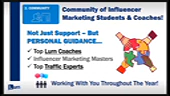 COMMUNITY
Community of Influencer
Marketing Students & Coaches!
Not Just Support – But
PERSONAL GUIDANCE...
✓ Top Lurn Coaches
✓ Influencer Marketing Masters
✓ Top Traffic Experts
Working With You Throughout The Year!